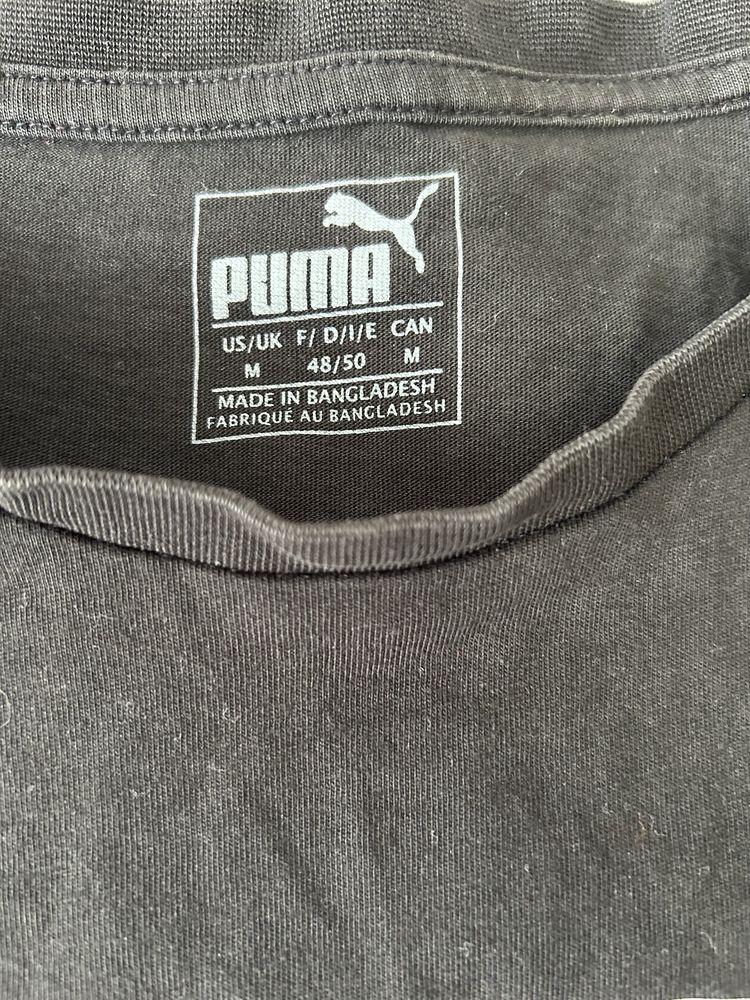 PUMA
US/UK F/ D/I/E CAN
M 48/50 M
MADE IN BANGLADESH
FABRIQUÉ AU BANGLADESH